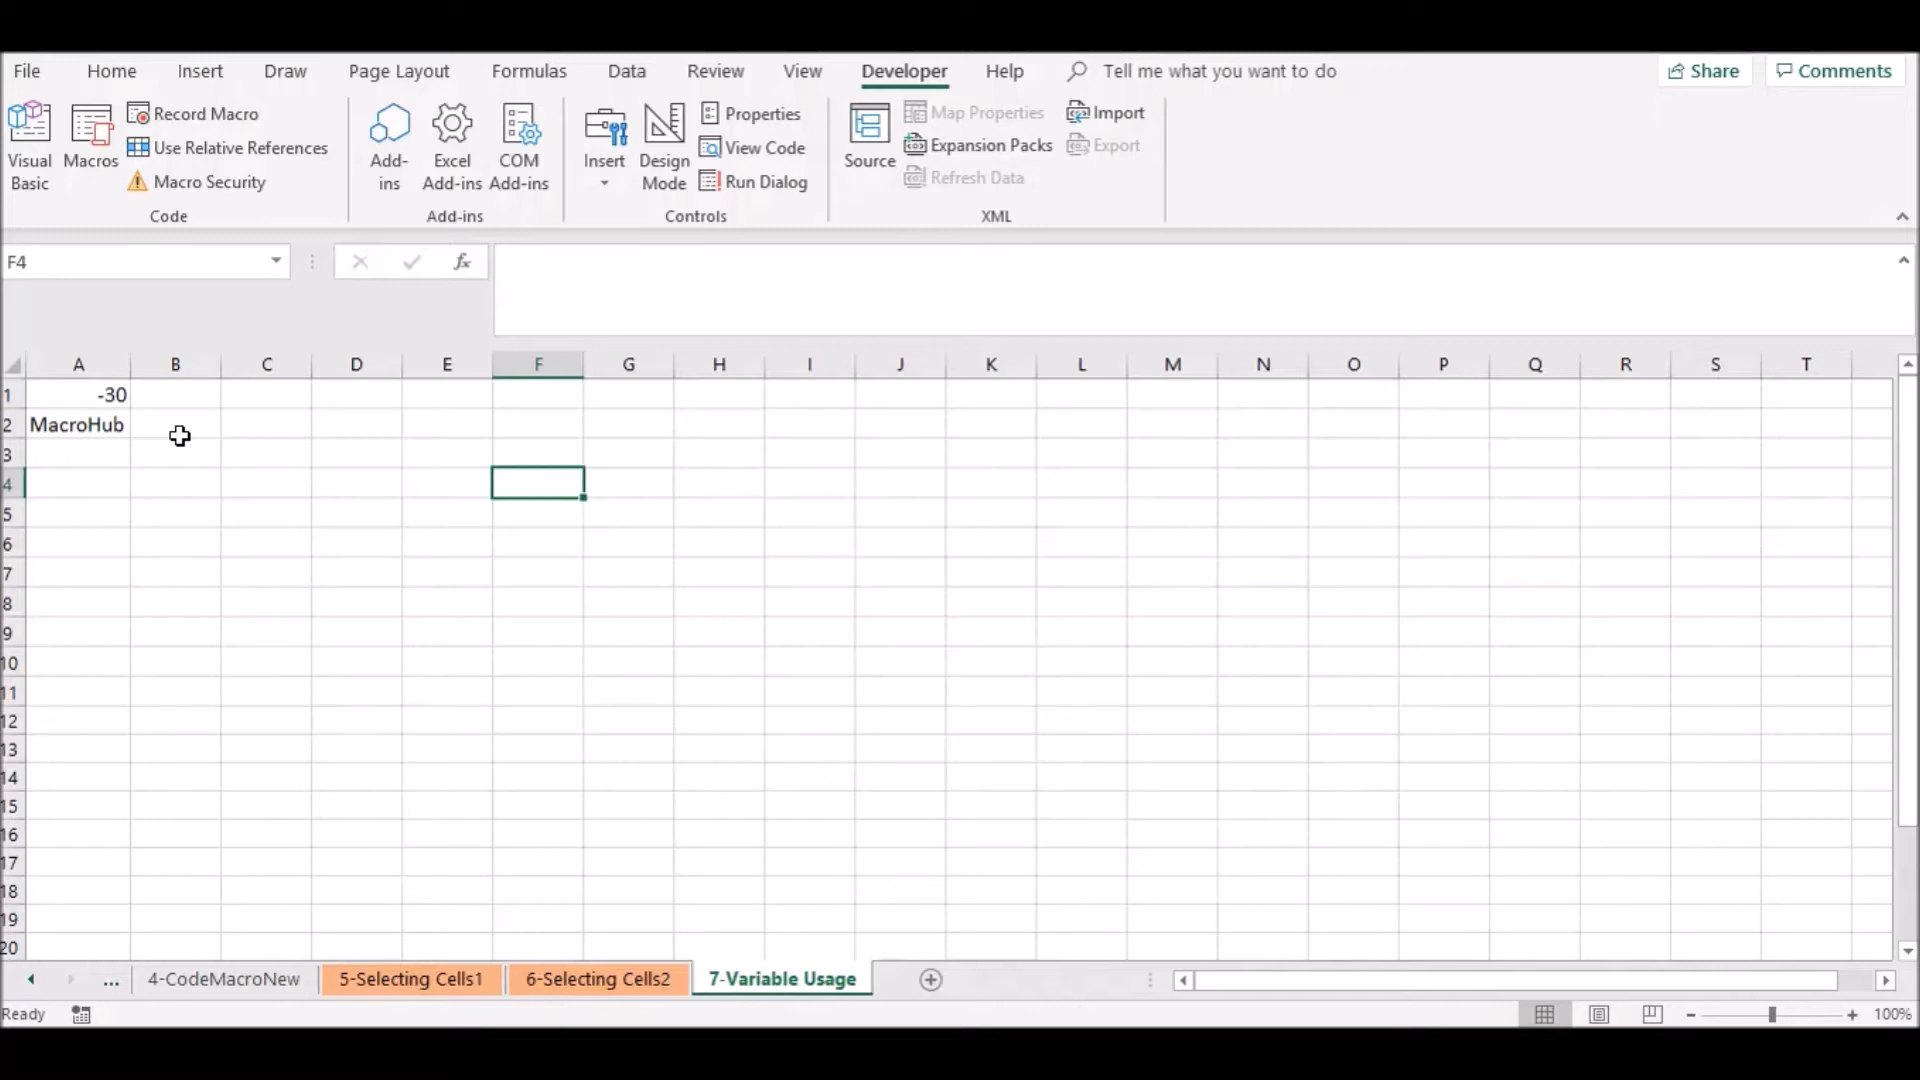 File Home Insert Draw Page Layout Formulas Data Review View Developer Help Tell me what you want to do Share Comments
Visual Basic
Macros
Record Macro
Use Relative References
Macro Security
Code
Add-ins
Excel Add-ins
COM Add-ins
Add-ins
Insert
Design Mode
Properties
View Code
Run Dialog
Controls
Source
Map Properties
Expansion Packs
Refresh Data
Import
Export
XML
F4 fx
A B C D E F G H I J K L M N O P Q R S T
1 -30
2 MacroHub
3
4
5
6
7
8
9
10
11
12
13
14
15
16
17
18
19
20
... 4-CodeMacroNew 5-Selecting Cells1 6-Selecting Cells2 7-Variable Usage
Ready 100%